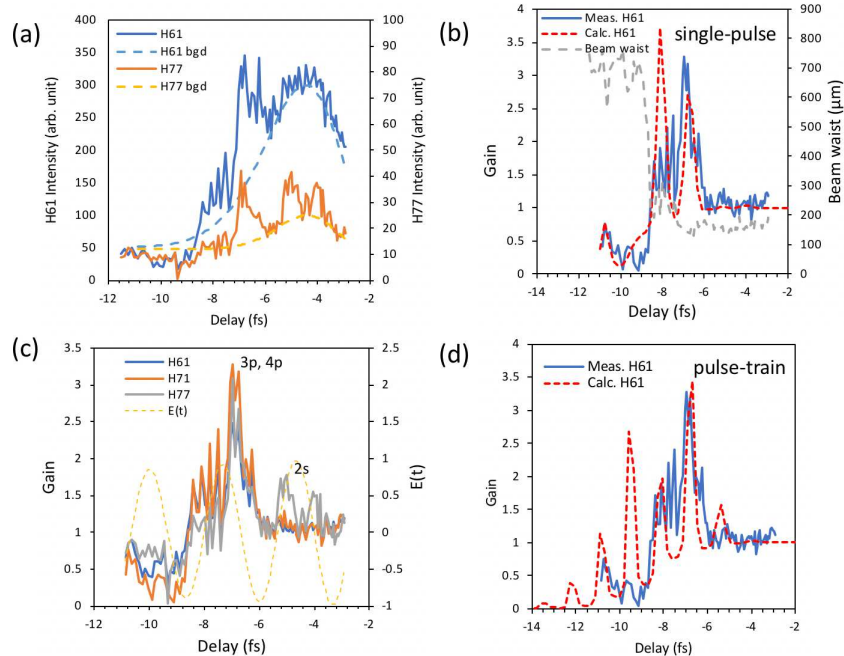 (a)
H61
H61 bgd
H77
H77 bgd
400
350
300
250
200
150
100
50
0
H61 Intensity (arb. unit)
100
90
80
70
60
50
40
30
20
10
0
H77 Intensity (arb. unit)
-12
-10
-8
-6
-4
-2
Delay (fs)
(b)
Meas. H61
Calc. H61
Beam waist
single-pulse
4
3.5
3
2.5
2
1.5
1
0.5
0
Gain
900
800
700
600
500
400
300
200
100
0
Beam waist (μm)
-14
-12
-10
-8
-6
-4
-2
Delay (fs)
(c)
H61
H71
H77
E(t)
3p, 4p
2s
3.5
3
2.5
2
1.5
1
0.5
0
Gain
2.5
2
1.5
1
0.5
0
-0.5
-1
E(t)
-12
-10
-8
-6
-4
-2
Delay (fs)
(d)
Meas. H61
Calc. H61
pulse-train
4
3.5
3
2.5
2
1.5
1
0.5
0
Gain
-14
-12
-10
-8
-6
-4
-2
Delay (fs)